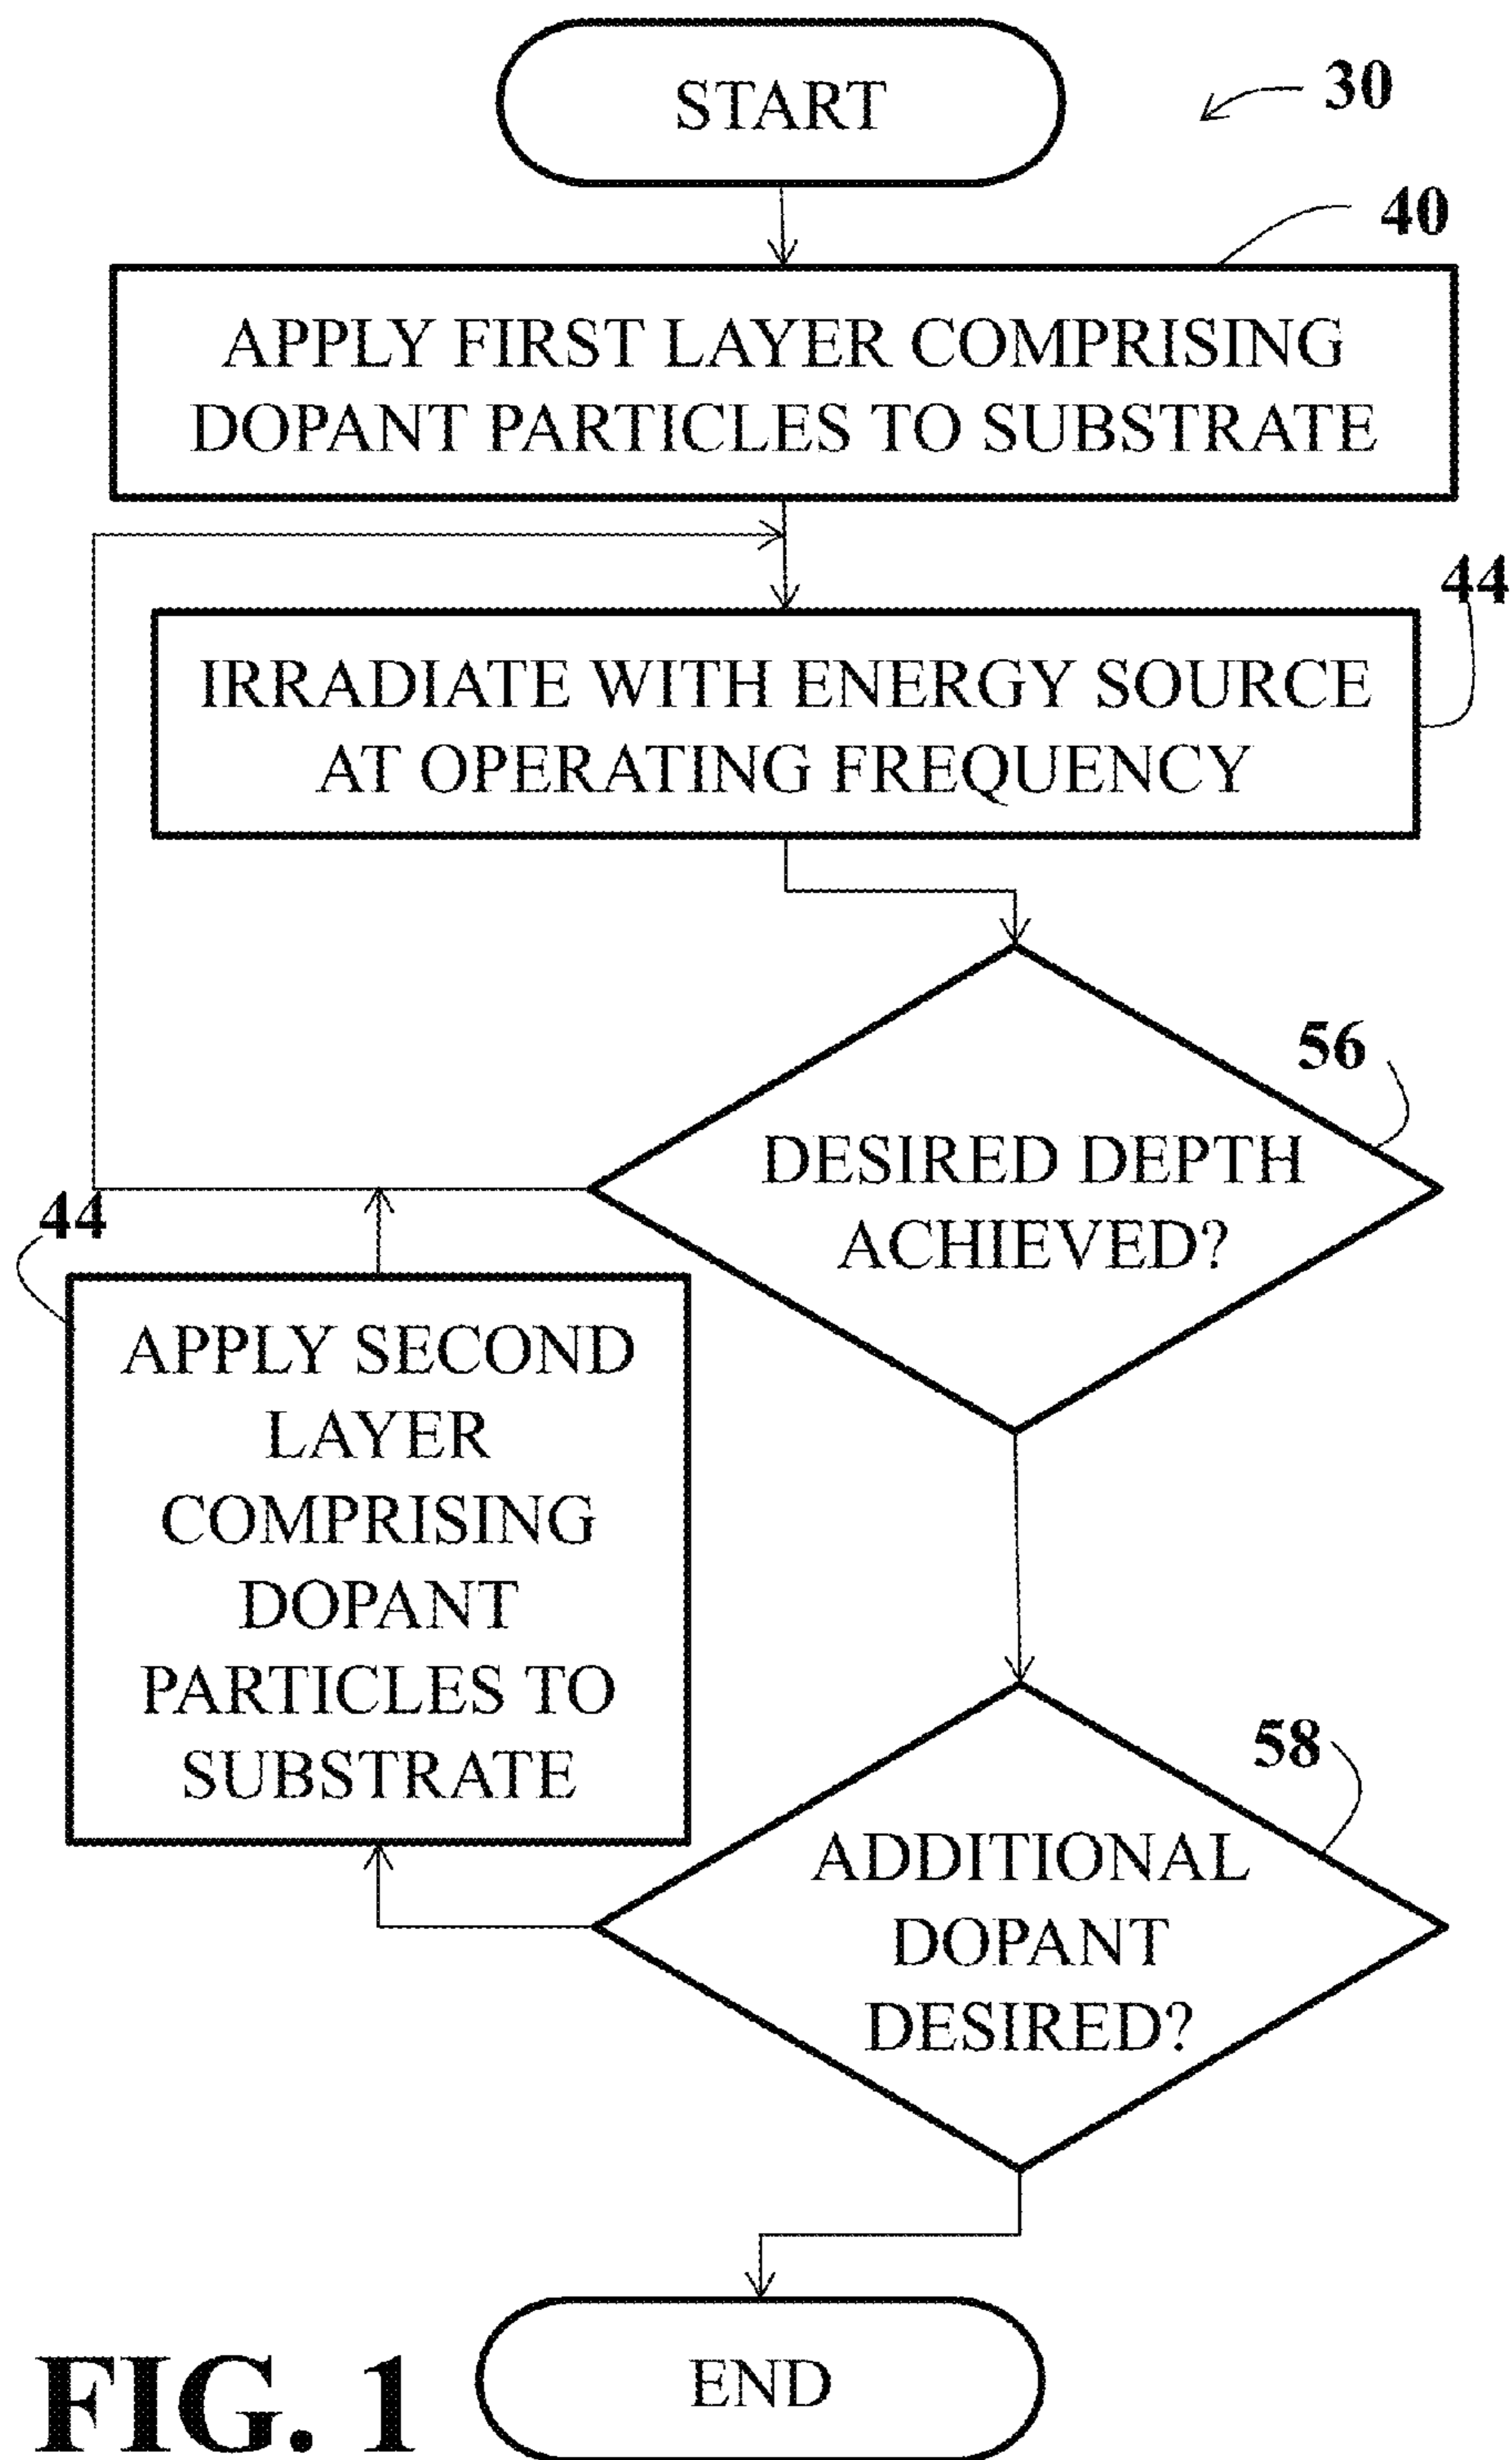 START
30
40
APPLY FIRST LAYER COMPRISING
DOPANT PARTICLES TO SUBSTRATE
44
IRRADIATE WITH ENERGY SOURCE
AT OPERATING FREQUENCY
56
DESIRED DEPTH
ACHIEVED?
44
APPLY SECOND
LAYER
COMPRISING
DOPANT
PARTICLES TO
SUBSTRATE
58
ADDITIONAL
DOPANT
DESIRED?
END
FIG. 1